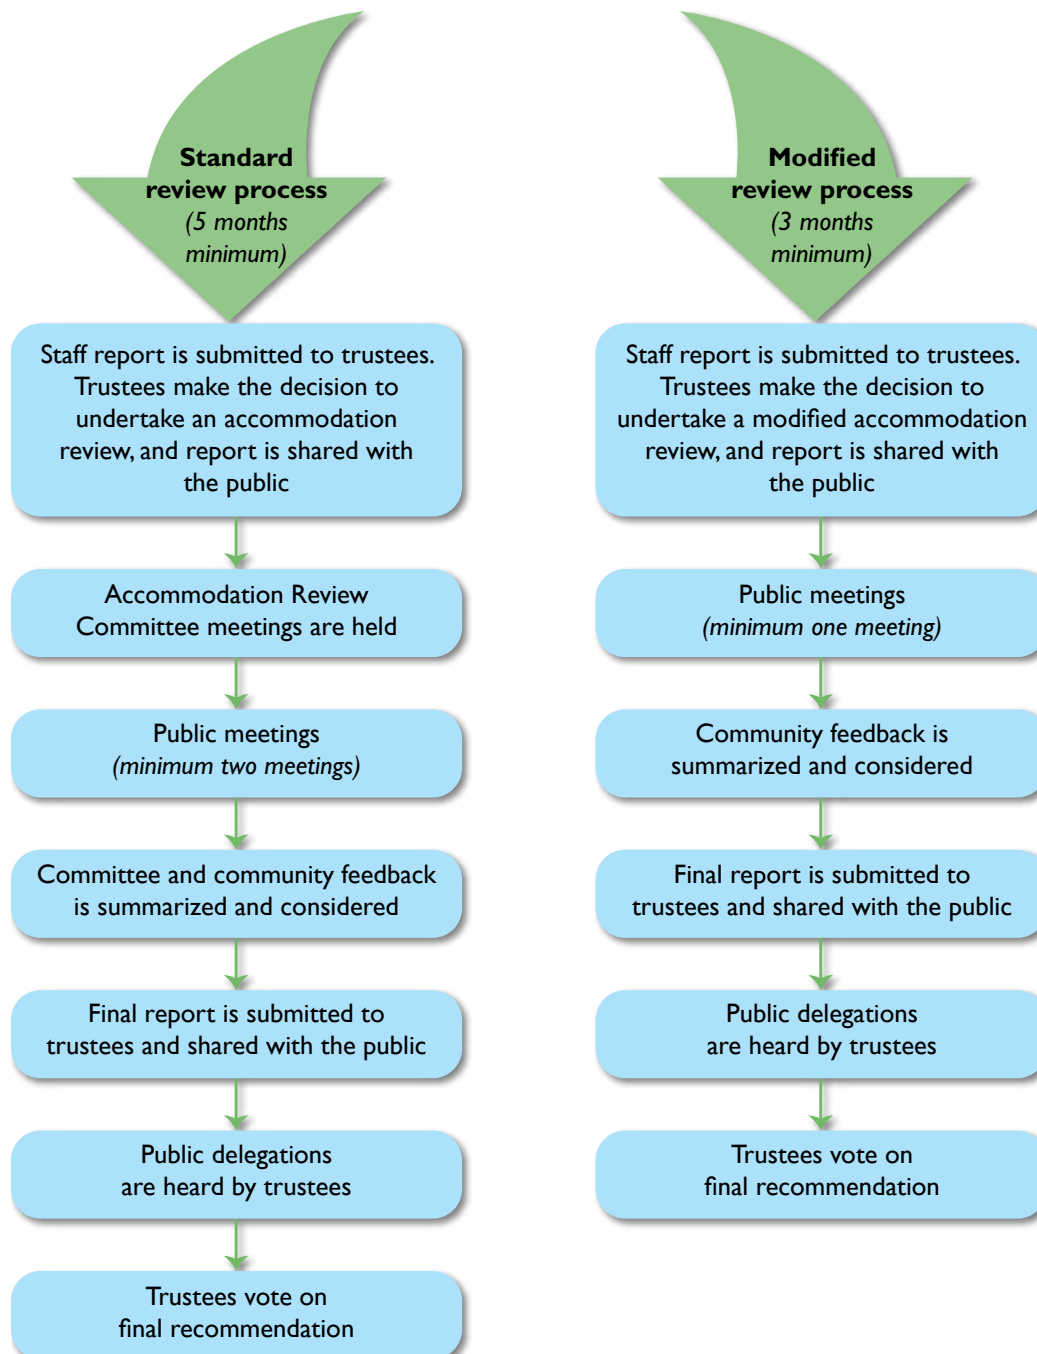 Standard
review process
(5 months
minimum)
Staff report is submitted to trustees.
Trustees make the decision to
undertake an accommodation
review, and report is shared with
the public
Accommodation Review
Committee meetings are held
Public meetings
(minimum two meetings)
Committee and community feedback
is summarized and considered
Final report is submitted to
trustees and shared with the public
Public delegations
are heard by trustees
Trustees vote on
final recommendation
Modified
review process
(3 months
minimum)
Staff report is submitted to trustees.
Trustees make the decision to
undertake a modified accommodation
review, and report is shared with
the public
Public meetings
(minimum one meeting)
Community feedback is
summarized and considered
Final report is submitted to
trustees and shared with the public
Public delegations
are heard by trustees
Trustees vote on
final recommendation